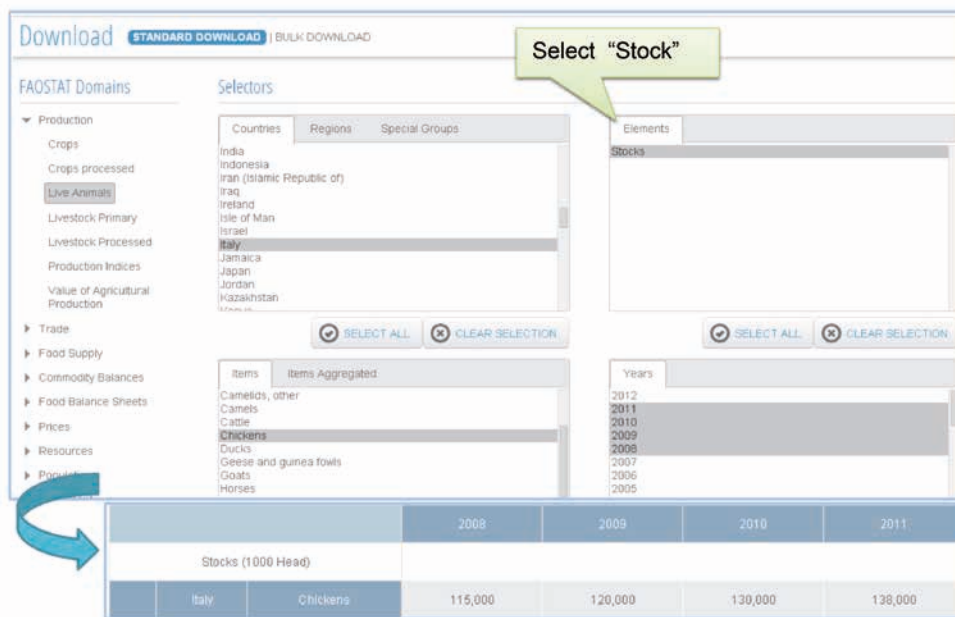 Download STANDARD DOWNLOAD | BULK DOWNLOAD
Select "Stock"
FAOSTAT Domains
Production
Crops
Crops processed
Live Animals
Livestock Primary
Livestock Processed
Production Indices
Value of Agricultural
Production
Trade
Food Supply
Commodity Balances
Food Balance Sheets
Prices
Resources
Selectors
Countries Regions Special Groups
India
Indonesia
Iran (Islamic Republic of)
Iraq
Ireland
Isle of Man
Israel
Italy
Jamaica
Japan
Jordan
Kazakhstan
SELECT ALL CLEAR SELECTION
Elements
Stocks
SELECT ALL CLEAR SELECTION
Items Items Aggregated
Camelids, other
Camels
Cattle
Chickens
Ducks
Geese and guinea fowls
Goats
Horses
Years
2012
2011
2010
2009
2008
2007
2006
2005
2008 2009 2010 2011
Stocks (1000 Head)
Italy Chickens 115,000 120,000 130,000 138,000